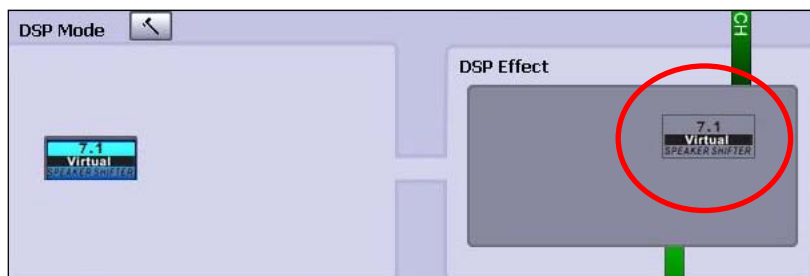 DSP Mode
7.1
Virtual
SPEAKER SHIFTER
DSP Effect
CH
7.1
Virtual
SPEAKER SHIFTER